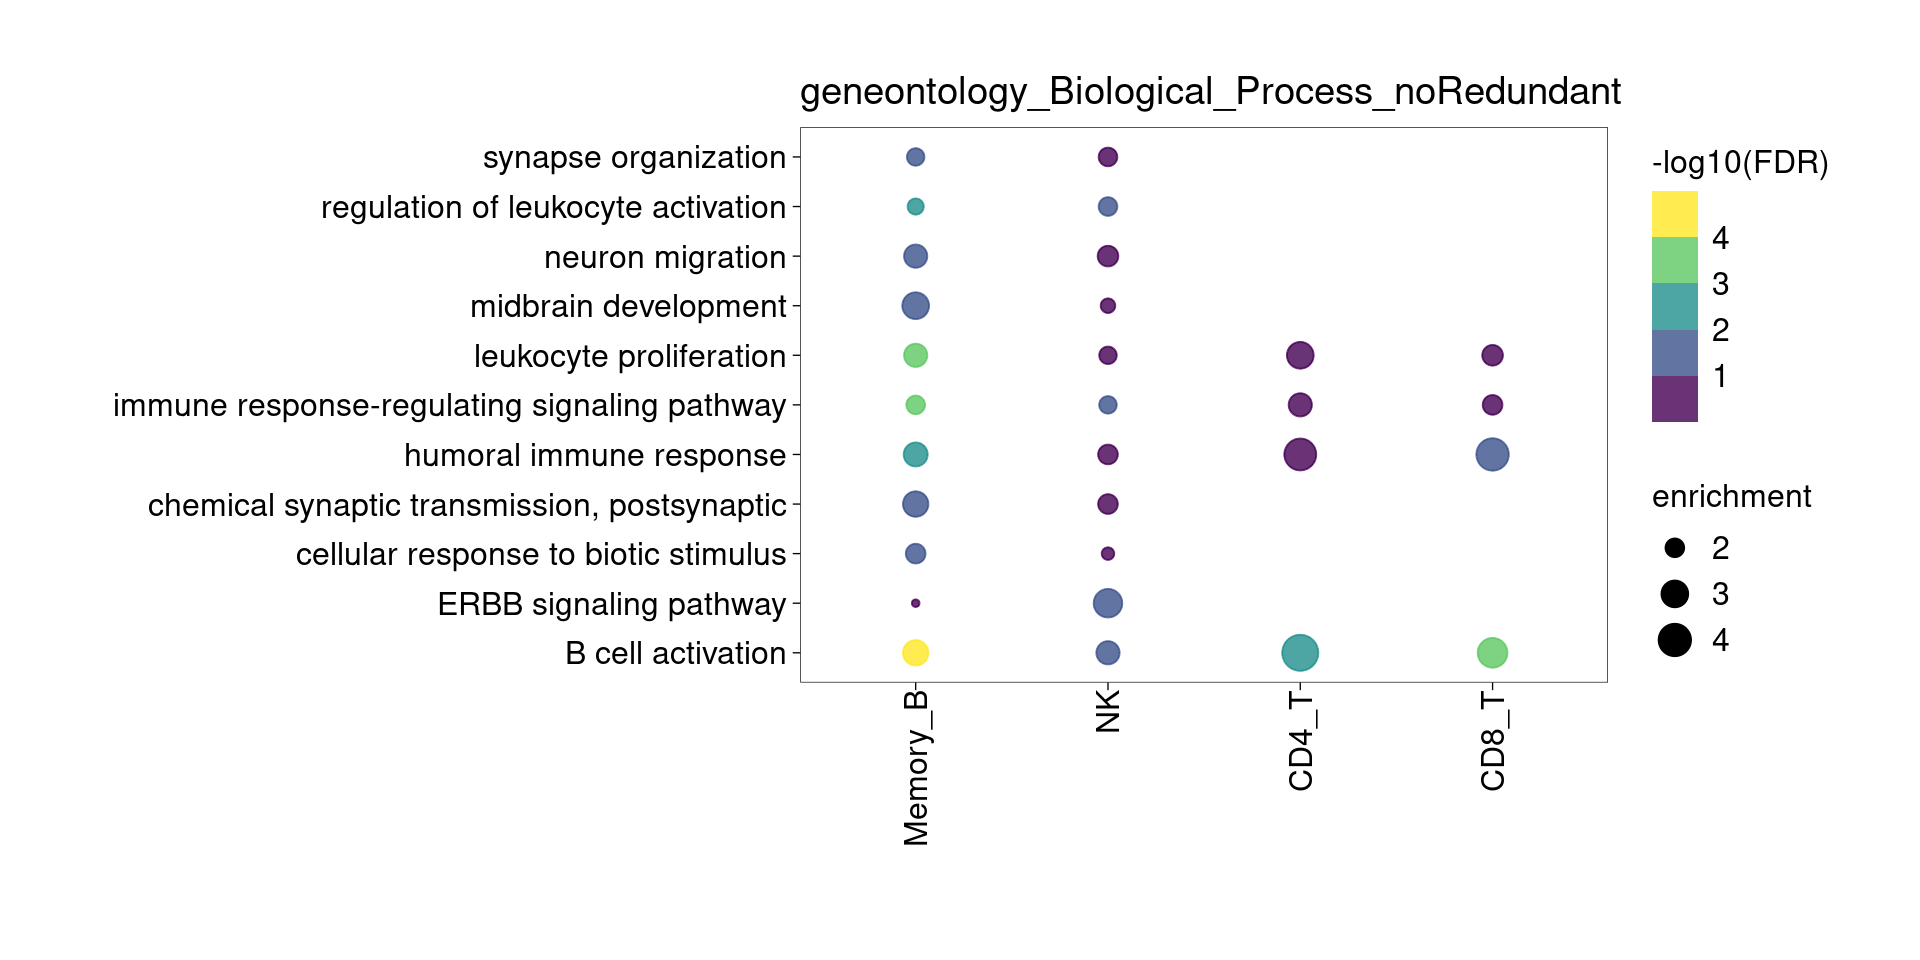 geneontology_Biological_Process_noRedundant
synapse organization
regulation of leukocyte activation
neuron migration
midbrain development
leukocyte proliferation
immune response-regulating signaling pathway
humoral immune response
chemical synaptic transmission, postsynaptic
cellular response to biotic stimulus
ERBB signaling pathway
B cell activation
Memory_B
NK
CD4_T
CD8_T
-log10(FDR)
4
3
2
1
enrichment
2
3
4